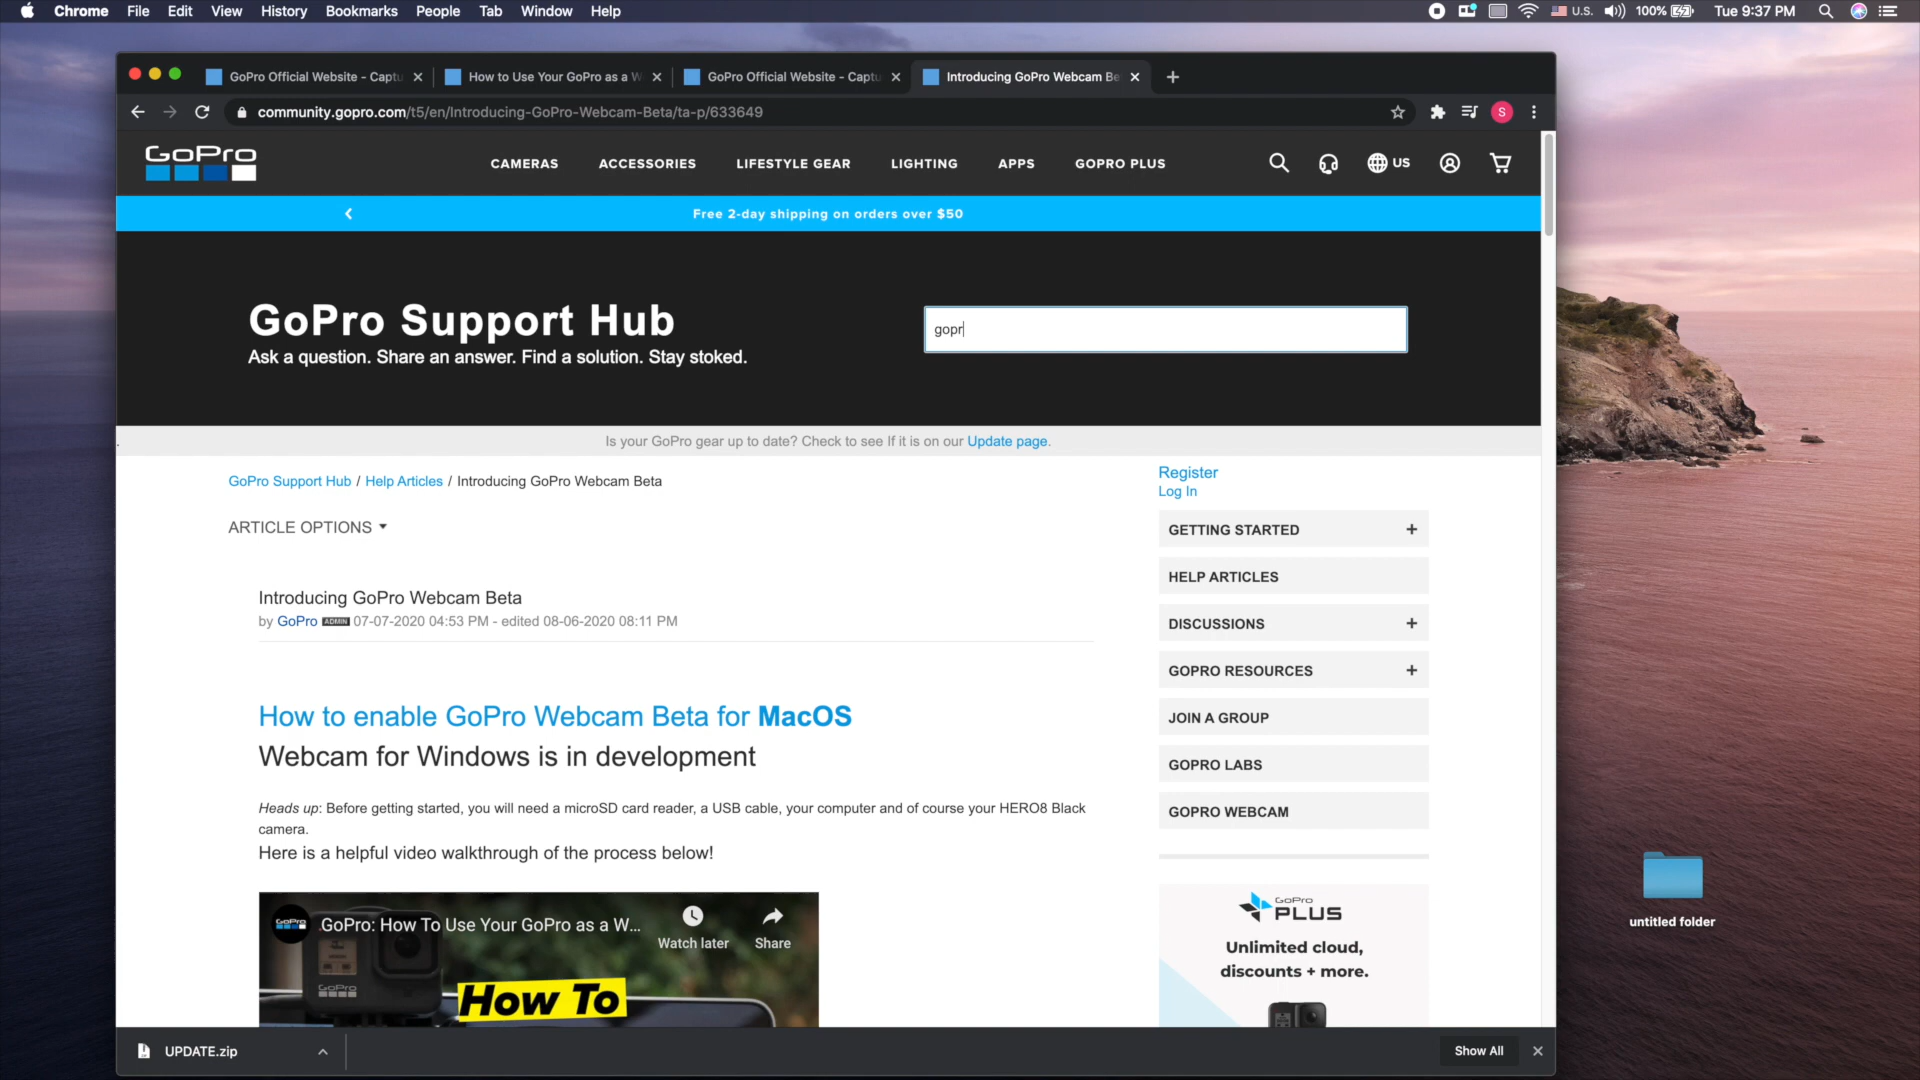 Chrome File Edit View History Bookmarks People Tab Window Help
U.S. 100% Tue 9:37 PM
GoPro Official Website - Captu
How to Use Your GoPro as a W
GoPro Official Website - Captu
Introducing GoPro Webcam Be
community.gopro.com/t5/en/Introducing-GoPro-Webcam-Beta/ta-p/633649
S
GoPro
CAMERAS ACCESSORIES LIFESTYLE GEAR LIGHTING APPS GOPRO PLUS
US
Free 2-day shipping on orders over $50
GoPro Support Hub
Ask a question. Share an answer. Find a solution. Stay stoked.
gopr
Is your GoPro gear up to date? Check to see If it is on our Update page.
GoPro Support Hub / Help Articles / Introducing GoPro Webcam Beta
ARTICLE OPTIONS
Introducing GoPro Webcam Beta
by GoPro ADMIN 07-07-2020 04:53 PM - edited 08-06-2020 08:11 PM
How to enable GoPro Webcam Beta for MacOS
Webcam for Windows is in development
Heads up: Before getting started, you will need a microSD card reader, a USB cable, your computer and of course your HERO8 Black
camera.
Here is a helpful video walkthrough of the process below!
GoPro
GoPro: How To Use Your GoPro as a W...
Watch later
Share
GoPro
How To
Register
Log In
GETTING STARTED +
HELP ARTICLES
DISCUSSIONS +
GOPRO RESOURCES +
JOIN A GROUP
GOPRO LABS
GOPRO WEBCAM
GoPro
PLUS
Unlimited cloud,
discounts + more.
untitled folder
UPDATE.zip
Show All